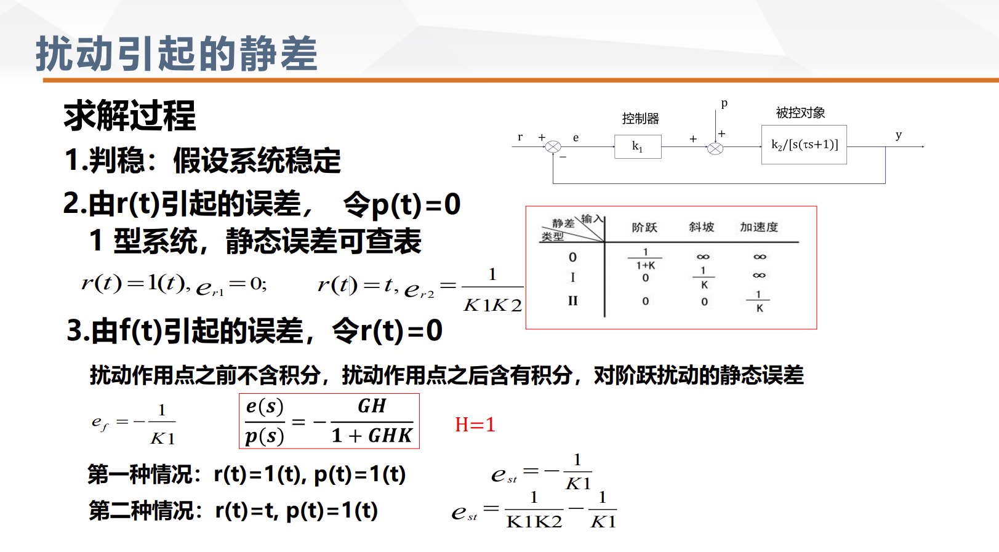 扰动引起的静差
求解过程
1.判稳：假设系统稳定
2.由r(t)引起的误差， 令p(t)=0
1 型系统，静态误差可查表
r(t)=1(t), e_{r1}=0; r(t)=t, e_{r2}=\frac{1}{K1K2}
p
控制器
被控对象
r + e k₁ + + k₂/[s(τs+1)] y
−
静差 输入 类型 阶跃 斜坡 加速度
0 \frac{1}{1+K} ∞ ∞
I 0 \frac{1}{K} ∞
II 0 0 \frac{1}{K}
3.由f(t)引起的误差，令r(t)=0
扰动作用点之前不含积分，扰动作用点之后含有积分，对阶跃扰动的静态误差
e_f=-\frac{1}{K1} \frac{e(s)}{p(s)}=-\frac{GH}{1+GHK} H=1
第一种情况：r(t)=1(t), p(t)=1(t) e_{st}=-\frac{1}{K1}
第二种情况：r(t)=t, p(t)=1(t) e_{st}=\frac{1}{K1K2}-\frac{1}{K1}